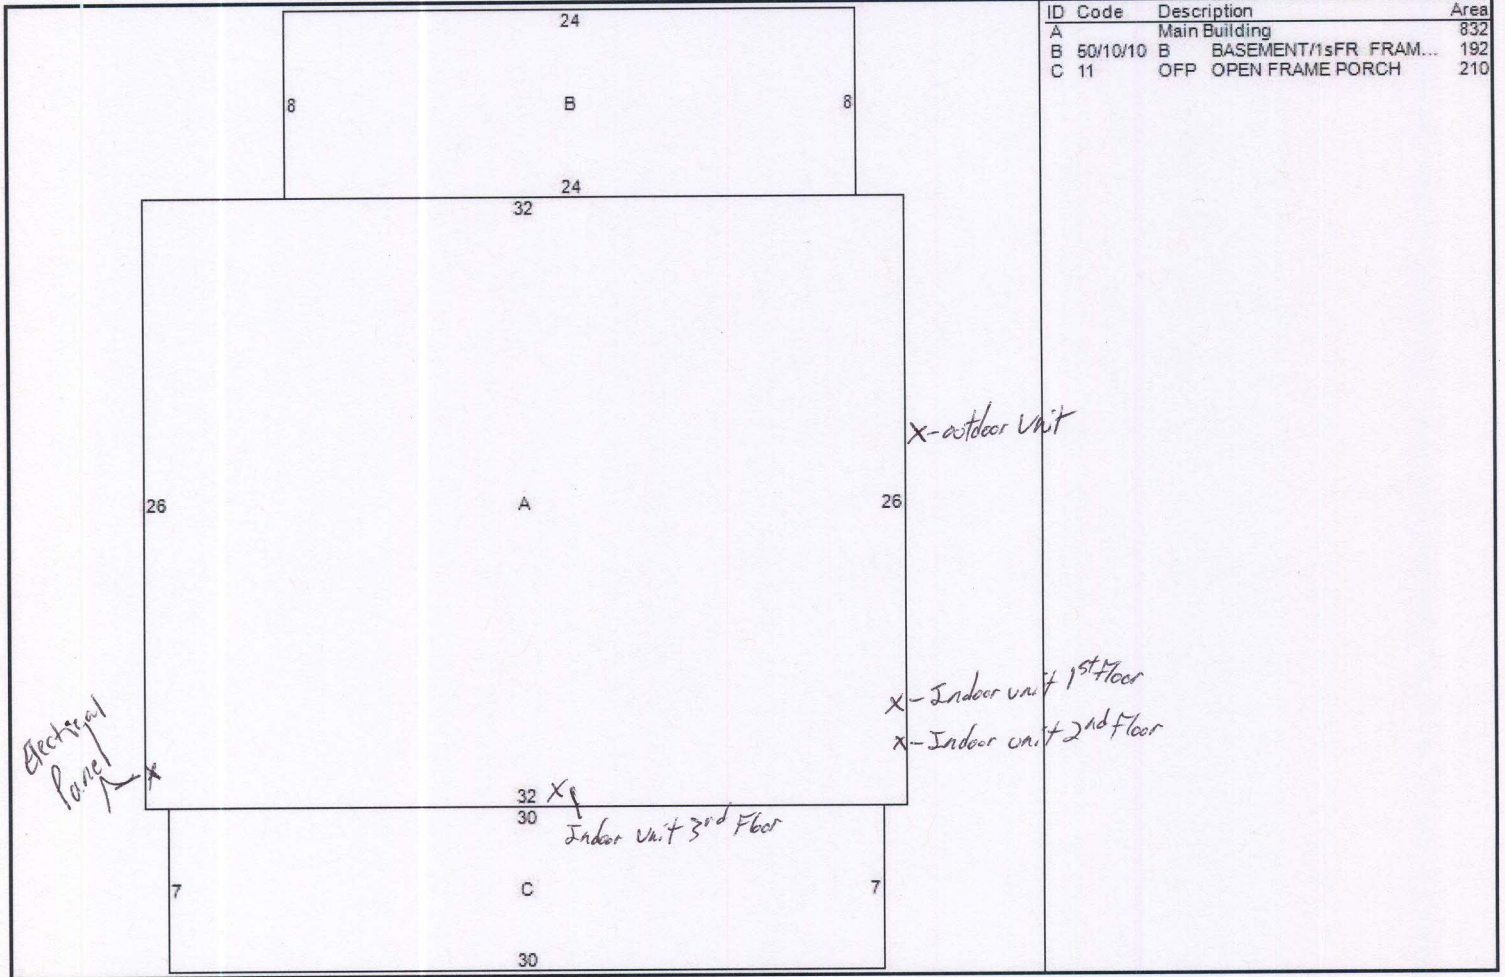 ID Code Description Area
A Main Building 832
B 50/10/10 B BASEMENT/1sFR FRAM... 192
C 11 OFP OPEN FRAME PORCH 210
24
8 B 8
24
32
X-outdoor Unit
26 A 26
X-Indoor unit 1st Floor
X-Indoor unit 2nd Floor
Electrical
Panel X
32 X
30
Indoor Unit 3rd Floor
7 C 7
30